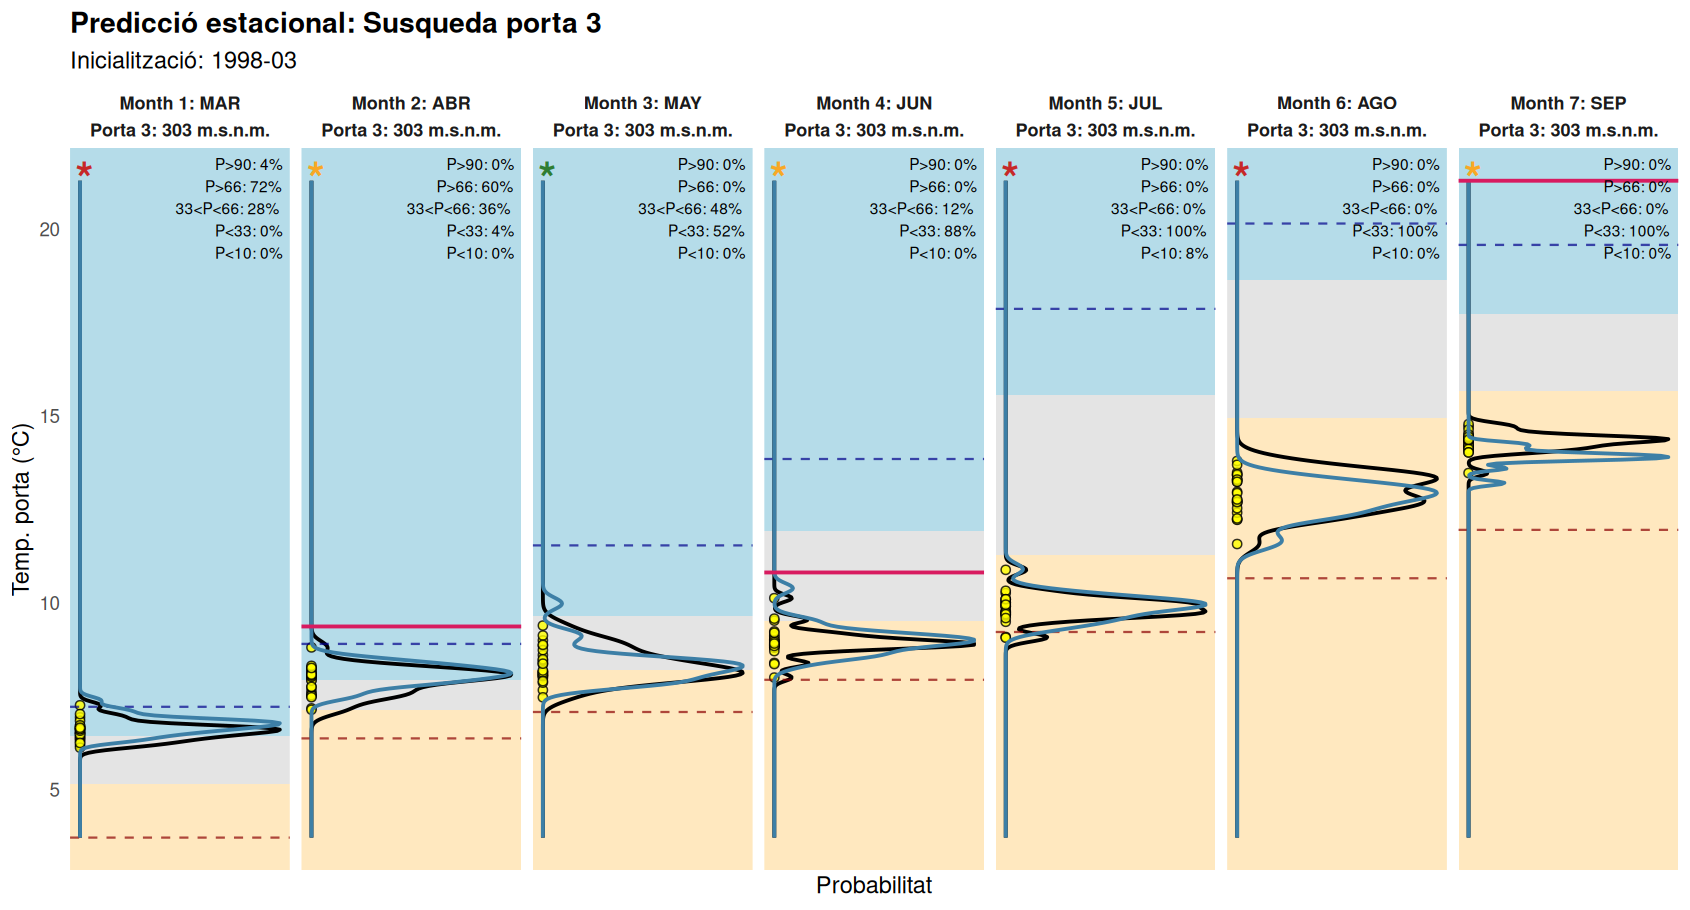 Predicció estacional: Susqueda porta 3
Inicialització: 1998-03
Month 1: MAR
Porta 3: 303 m.s.n.m.
Month 2: ABR
Porta 3: 303 m.s.n.m.
Month 3: MAY
Porta 3: 303 m.s.n.m.
Month 4: JUN
Porta 3: 303 m.s.n.m.
Month 5: JUL
Porta 3: 303 m.s.n.m.
Month 6: AGO
Porta 3: 303 m.s.n.m.
Month 7: SEP
Porta 3: 303 m.s.n.m.
*
P>90: 4%
P>66: 72%
33<P<66: 28%
P<33: 0%
P<10: 0%
*
P>90: 0%
P>66: 60%
33<P<66: 36%
P<33: 4%
P<10: 0%
*
P>90: 0%
P>66: 0%
33<P<66: 48%
P<33: 52%
P<10: 0%
*
P>90: 0%
P>66: 0%
33<P<66: 12%
P<33: 88%
P<10: 0%
*
P>90: 0%
P>66: 0%
33<P<66: 0%
P<33: 100%
P<10: 8%
*
P>90: 0%
P>66: 0%
33<P<66: 0%
P<33: 100%
P<10: 0%
*
P>90: 0%
P>66: 0%
33<P<66: 0%
P<33: 100%
P<10: 0%
20
15
10
5
Temp. porta (°C)
Probabilitat